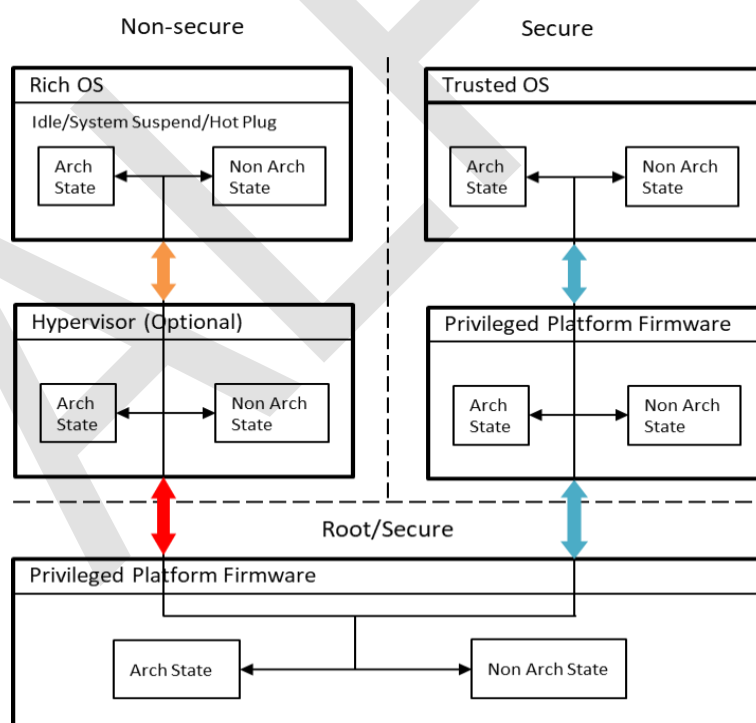 Non-secure
Secure
Rich OS
Idle/System Suspend/Hot Plug
Arch
State
Non Arch
State
Trusted OS
Arch
State
Non Arch
State
Hypervisor (Optional)
Arch
State
Non Arch
State
Privileged Platform Firmware
Arch
State
Non Arch
State
Root/Secure
Privileged Platform Firmware
Arch State
Non Arch State